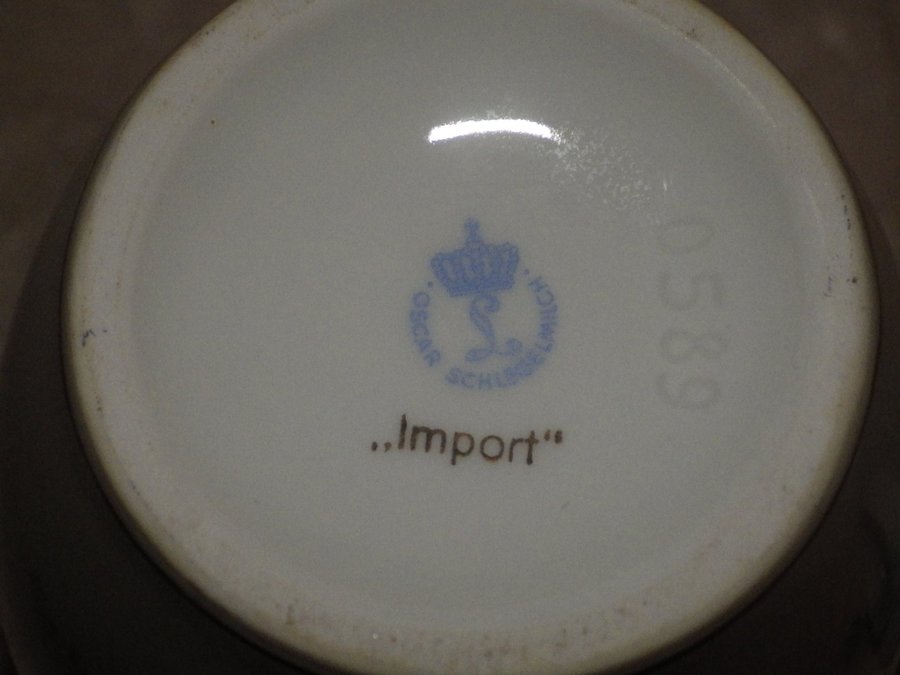 L
OSCAR SCHLEGELMILCH
„Import“
0589